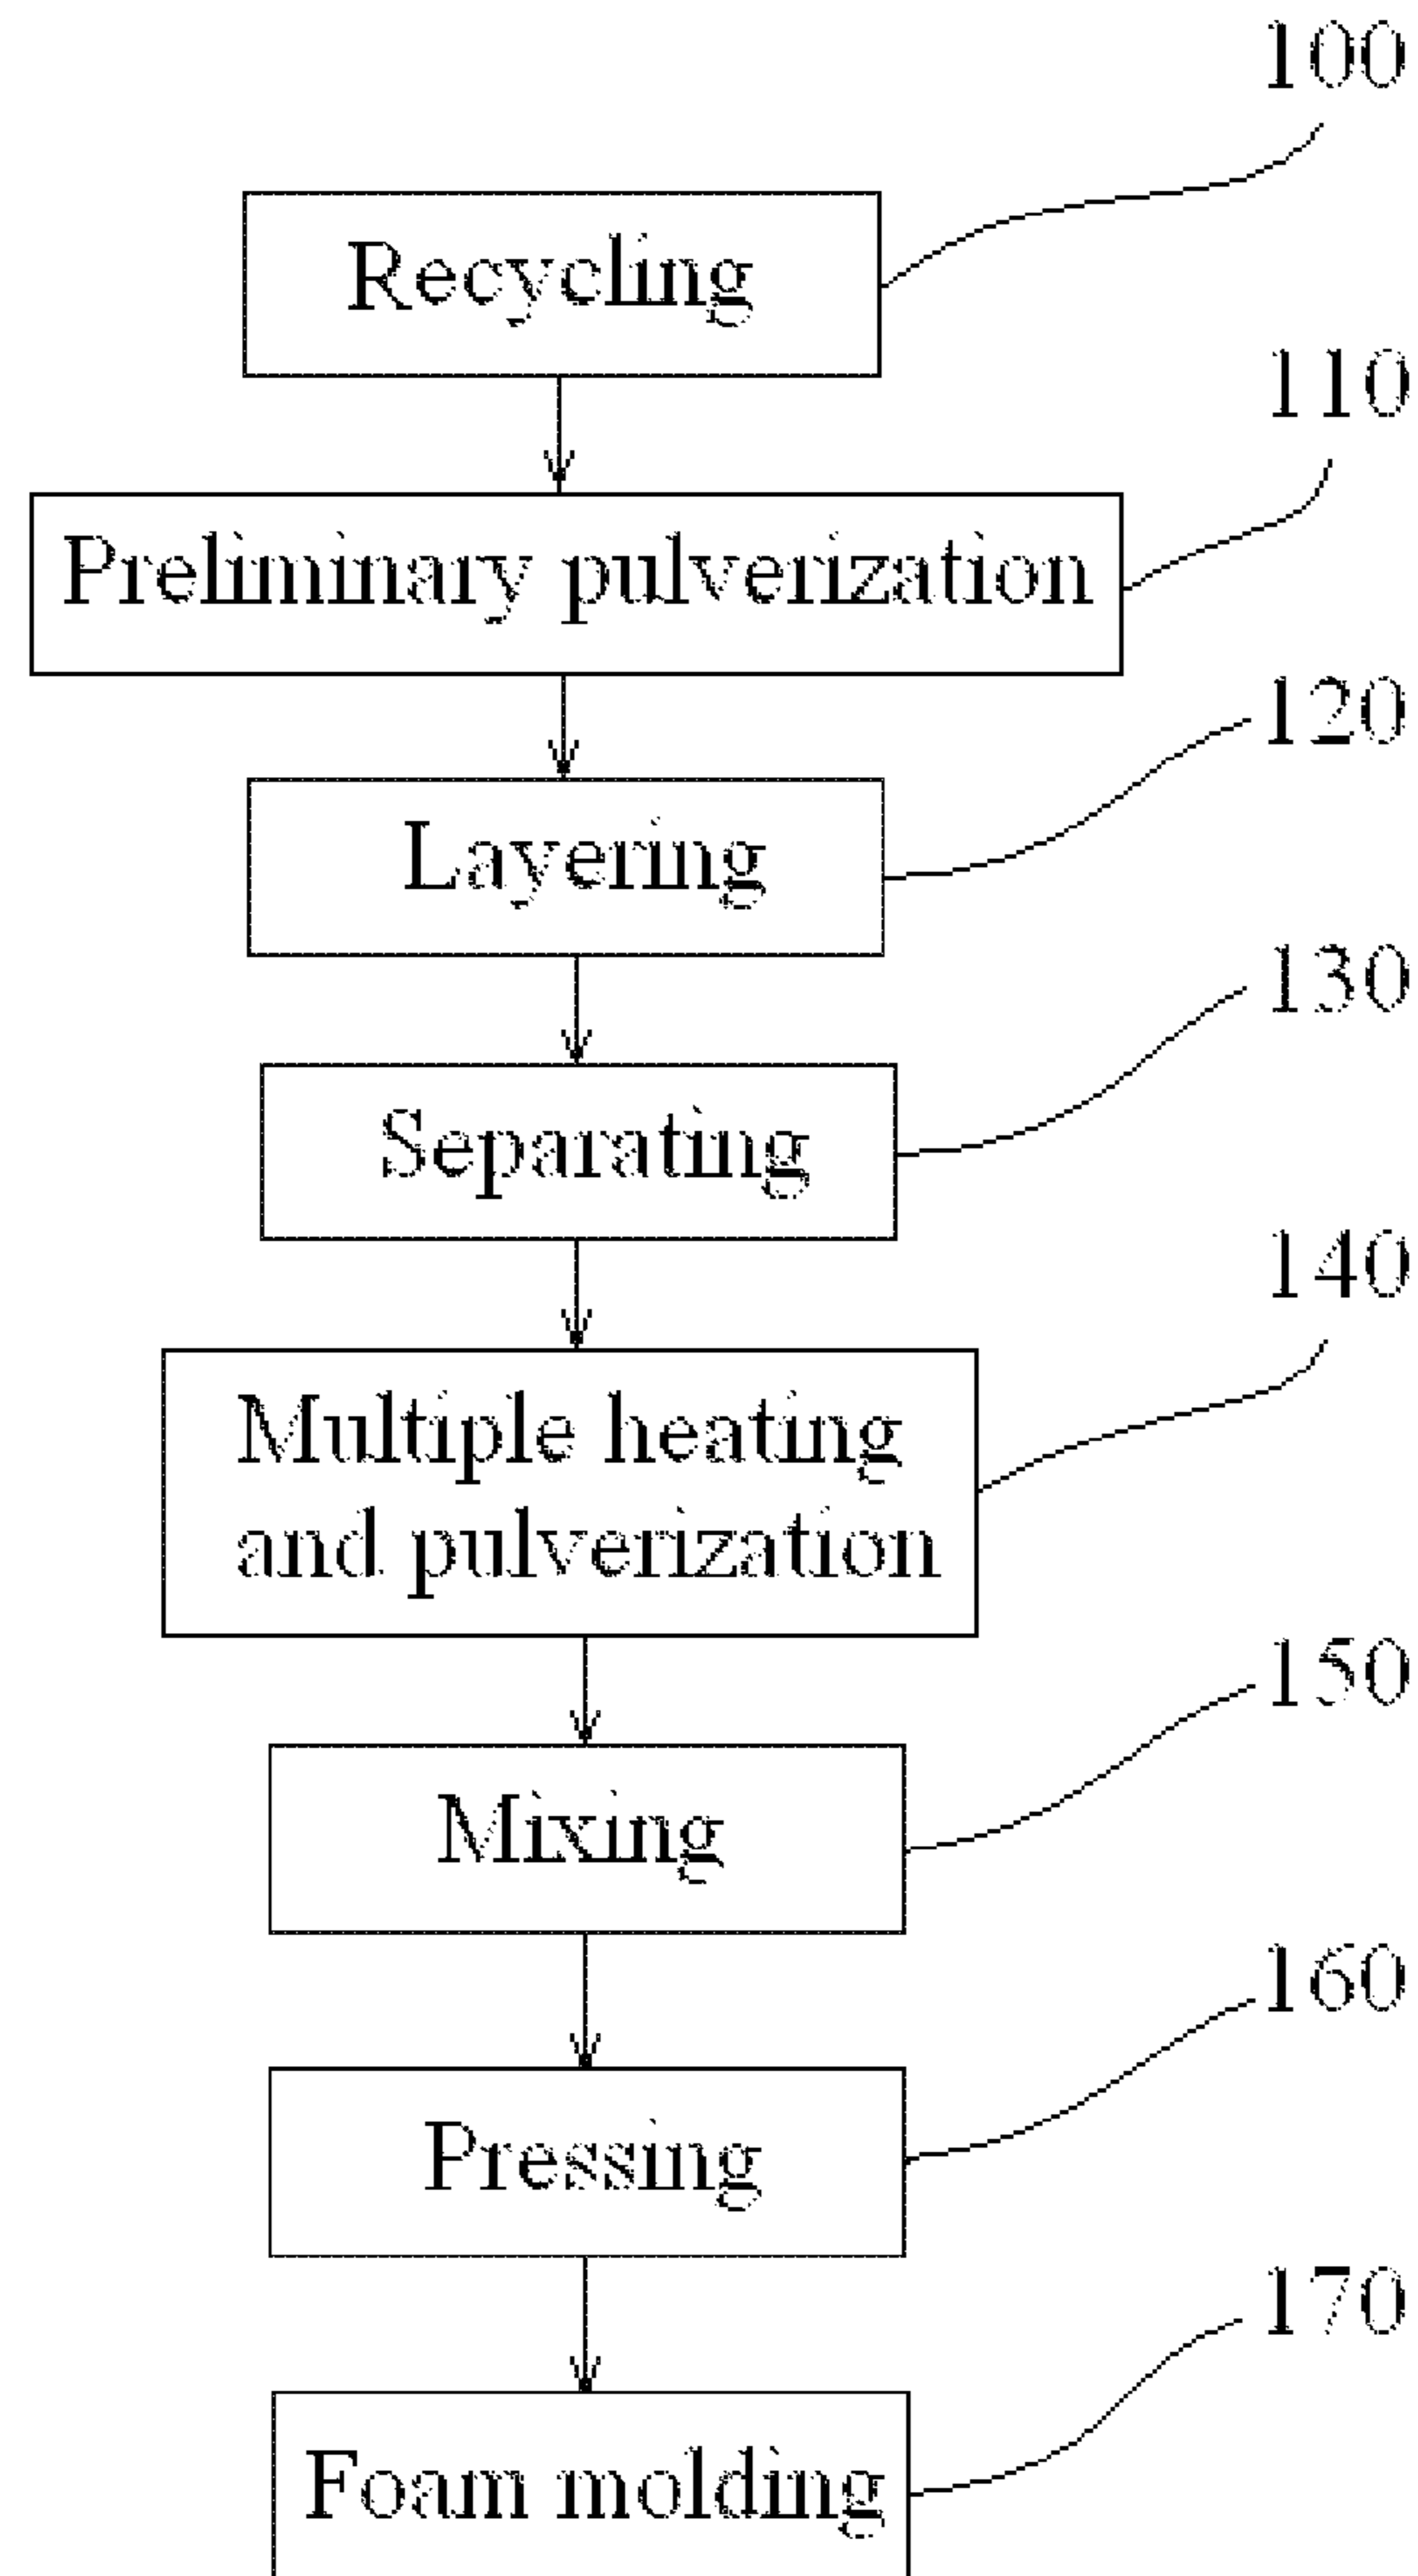 100
Recycling
110
Preliminary pulverization
120
Layering
130
Separating
140
Multiple heating
and pulverization
150
Mixing
160
Pressing
170
Foam molding